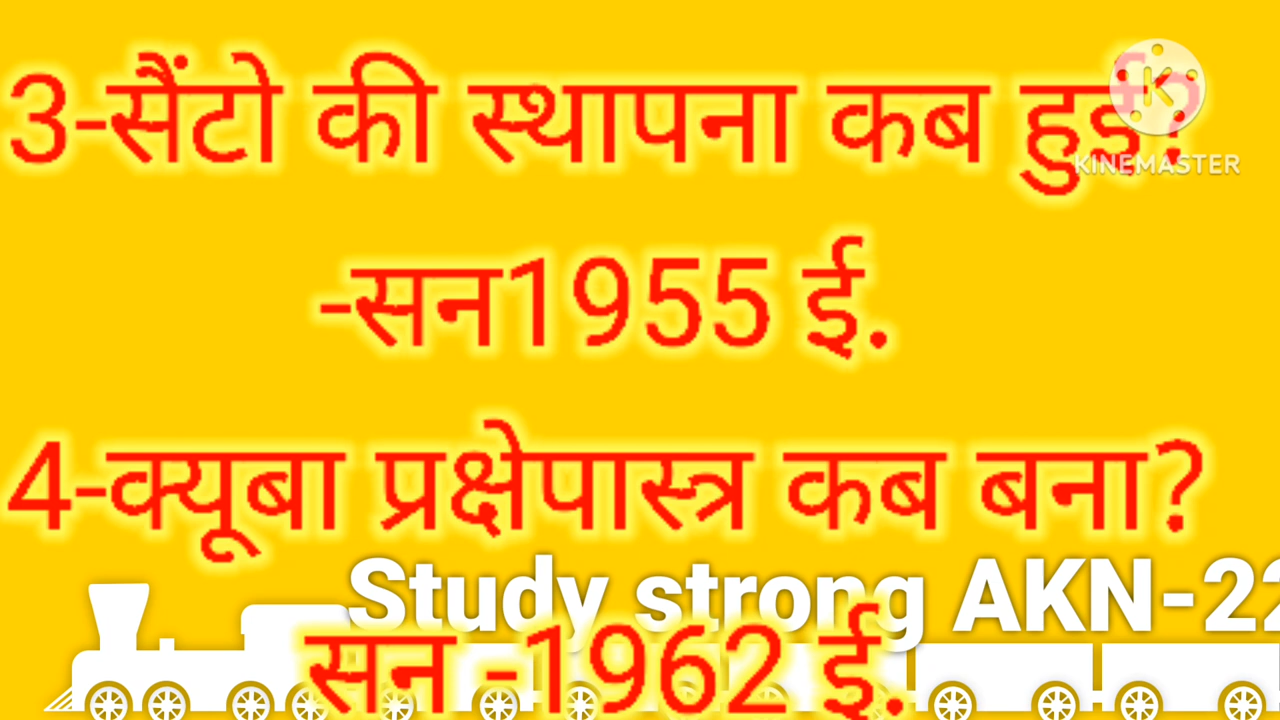 3-सैंटो की स्थापना कब हुई?
KINEMASTER
-सन1955 ई.
4-क्यूबा प्रक्षेपास्त्र कब बना?
Study strong AKN-22
सन -1962 ई.